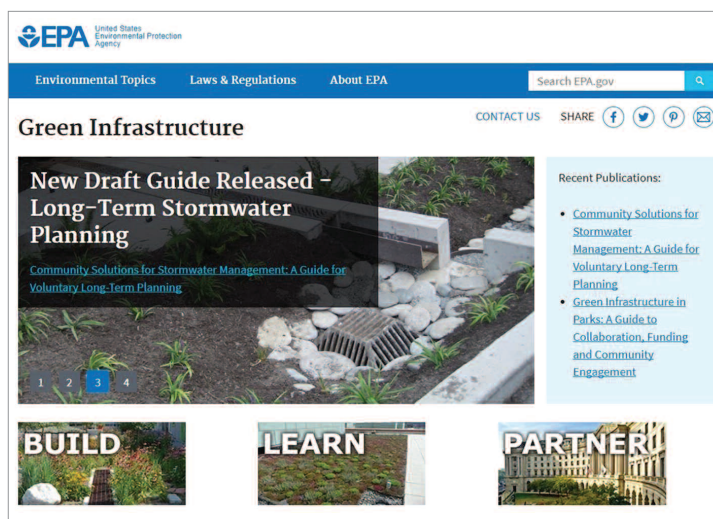 EPA
United States
Environmental Protection
Agency
Environmental Topics
Laws & Regulations
About EPA
Search EPA.gov
CONTACT US
SHARE
Green Infrastructure
New Draft Guide Released –
Long-Term Stormwater
Planning
Community Solutions for Stormwater Management: A Guide for
Voluntary Long-Term Planning
1 2 3 4
Recent Publications:
• Community Solutions for
Stormwater
Management: A Guide for
Voluntary Long-Term
Planning
• Green Infrastructure in
Parks: A Guide to
Collaboration, Funding
and Community
Engagement
BUILD
LEARN
PARTNER